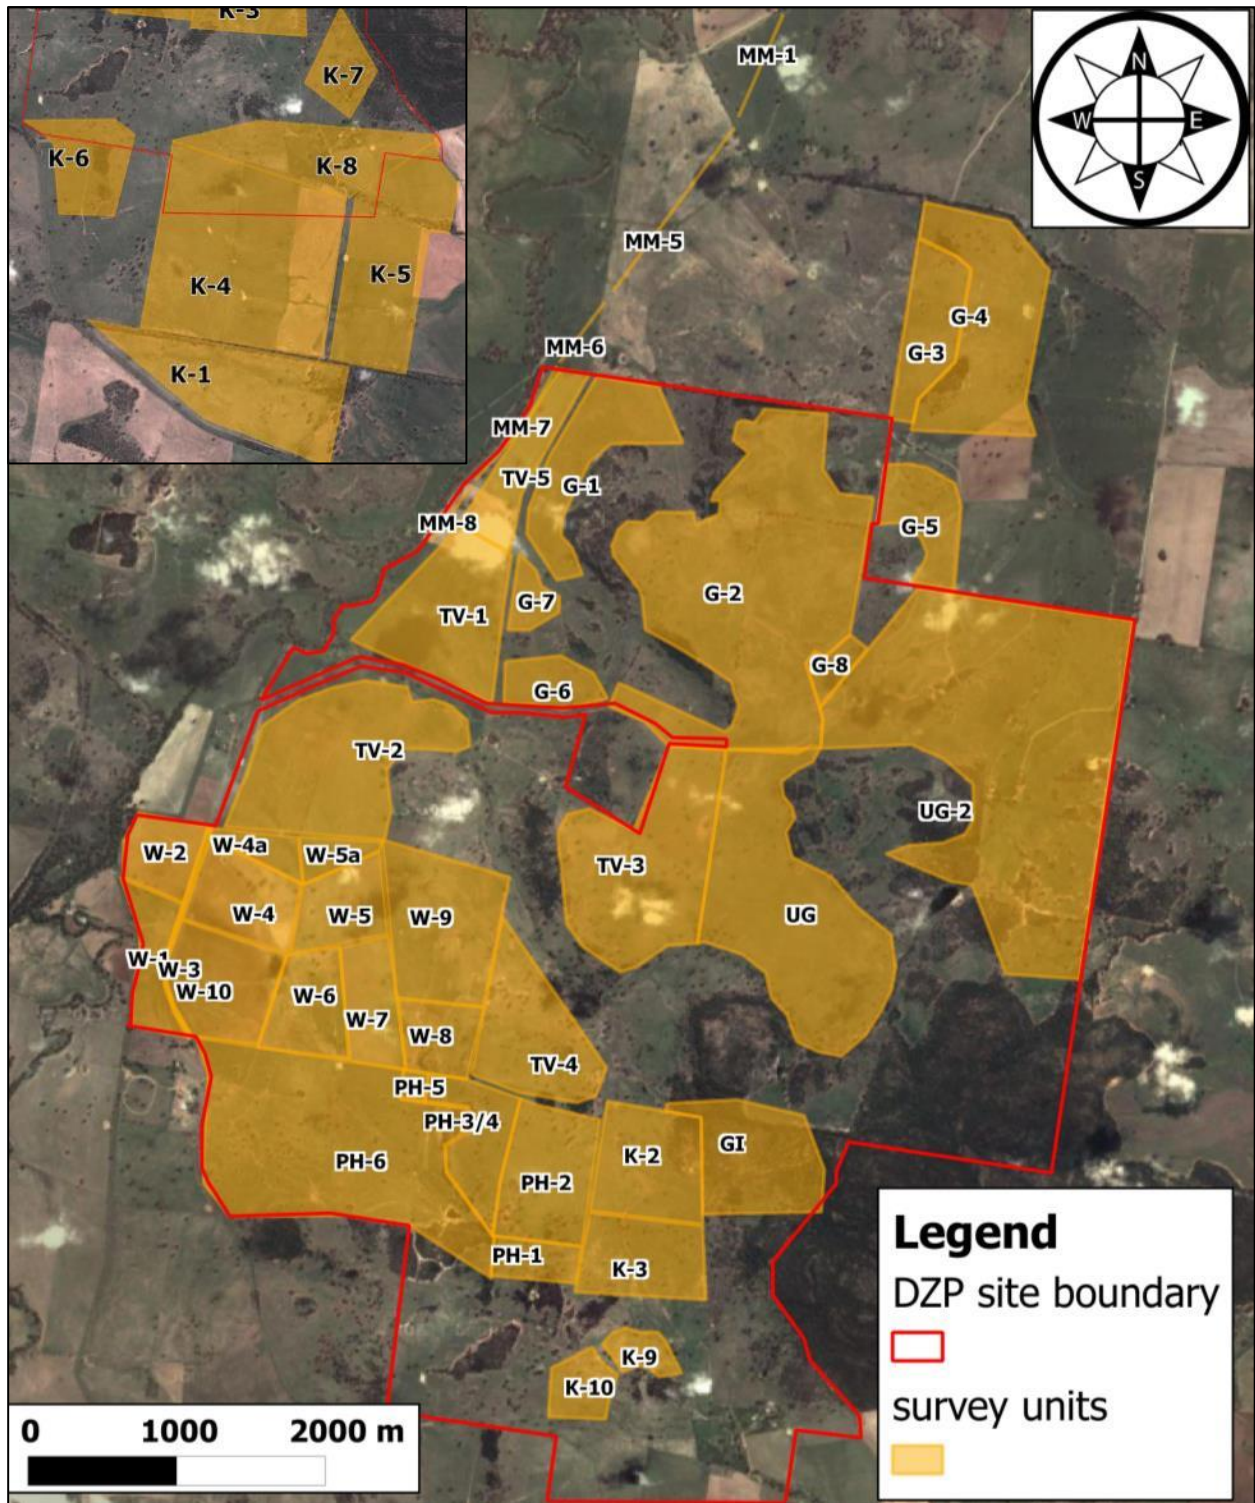 K-3
K-7
K-6
K-8
K-4
K-5
K-1
N
W
E
S
MM-1
MM-5
G-4
G-3
MM-6
MM-7
TV-5
G-1
MM-8
G-5
G-2
G-7
TV-1
G-8
G-6
TV-2
UG-2
W-4a
W-2
W-5a
TV-3
W-4
W-5
W-9
UG
W-1
W-3
W-10
W-6
W-7
W-8
TV-4
PH-5
PH-3/4
GI
K-2
PH-6
PH-2
PH-1
K-3
K-9
K-10
Legend
DZP site boundary
survey units
0 1000 2000 m